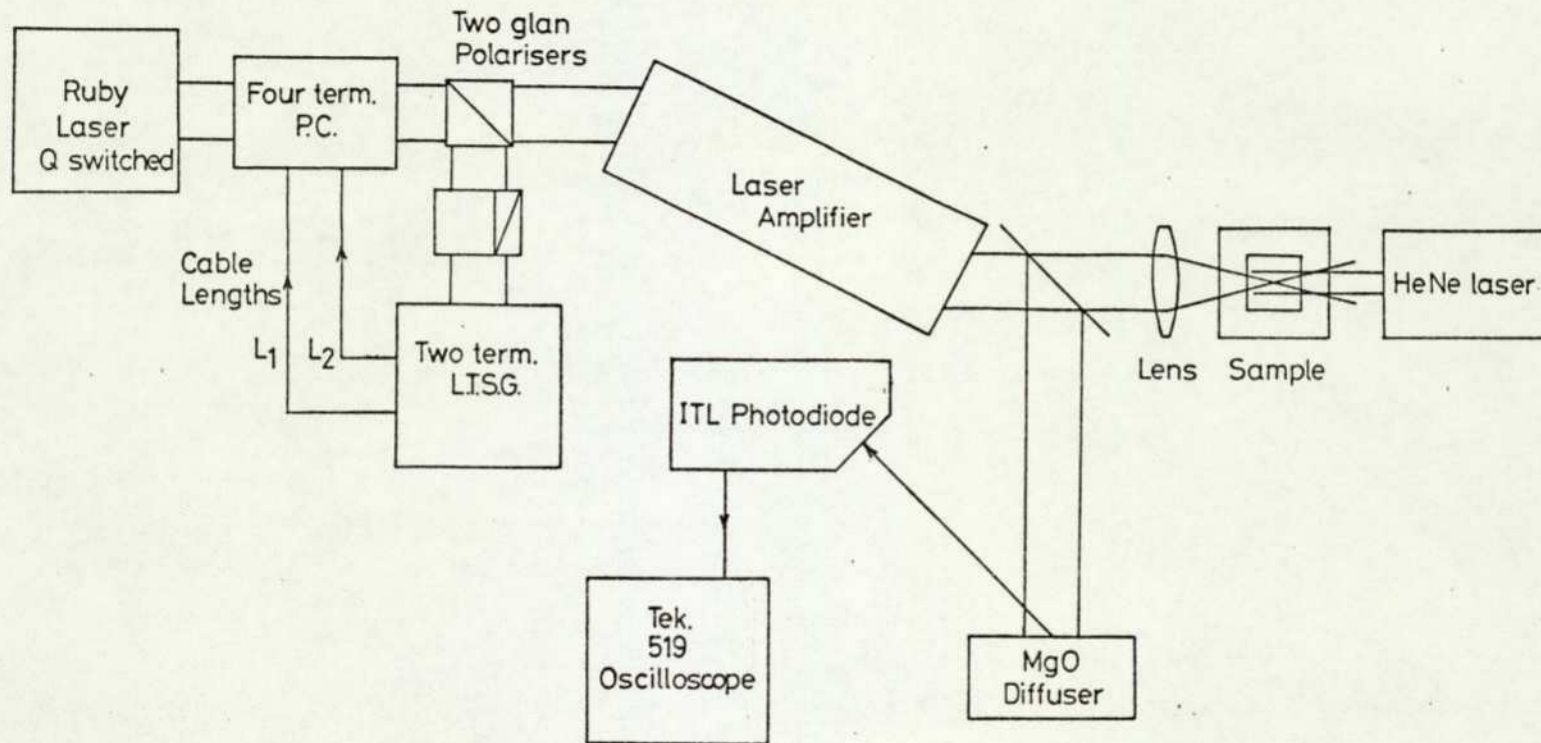 Two glan
Polarisers
Ruby
Laser
Q switched
Four term.
P.C.
Laser
Amplifier
Cable
Lengths
L1
L2
Two term.
L.T.S.G.
HeNe laser
Lens
Sample
ITL Photodiode
Tek.
519
Oscilloscope
MgO
Diffuser